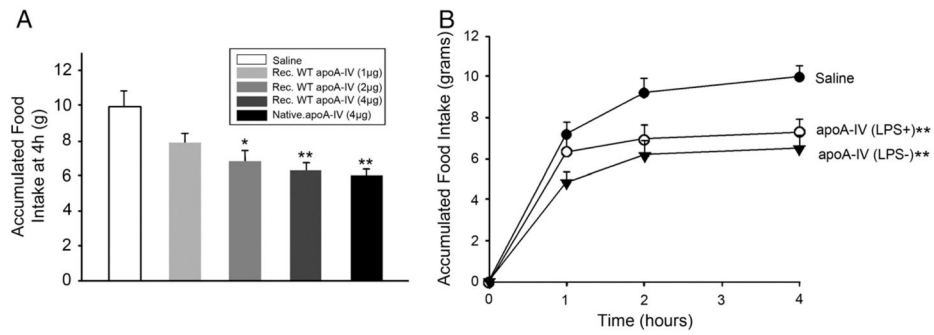 A
Accumulated Food
Intake at 4h (g)
12
10
8
6
4
2
0
Saline
Rec. WT apoA-IV (1µg)
Rec. WT apoA-IV (2µg)
Rec. WT apoA-IV (4µg)
Native.apoA-IV (4µg)
*
**
**
B
Accumulated Food Intake (grams)
12
10
8
6
4
2
0
Saline
apoA-IV (LPS+)**
apoA-IV (LPS-)**
0
1
2
3
4
Time (hours)